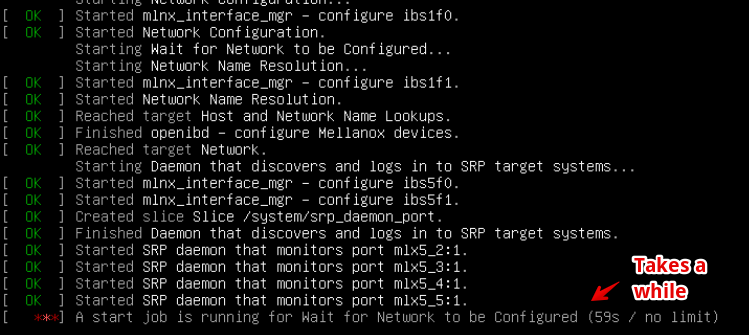 Starting Network Configuration...
[  OK  ] Started mlnx_interface_mgr - configure ibs1f0.
[  OK  ] Started Network Configuration.
Starting Wait for Network to be Configured...
Starting Network Name Resolution...
[  OK  ] Started mlnx_interface_mgr - configure ibs1f1.
[  OK  ] Started Network Name Resolution.
[  OK  ] Reached target Host and Network Name Lookups.
[  OK  ] Finished openibd - configure Mellanox devices.
[  OK  ] Reached target Network.
Starting Daemon that discovers and logs in to SRP target systems...
[  OK  ] Started mlnx_interface_mgr - configure ibs5f0.
[  OK  ] Started mlnx_interface_mgr - configure ibs5f1.
[  OK  ] Created slice Slice /system/srp_daemon_port.
[  OK  ] Finished Daemon that discovers and logs in to SRP target systems.
[  OK  ] Started SRP daemon that monitors port mlx5_2:1.
[  OK  ] Started SRP daemon that monitors port mlx5_3:1.
[  OK  ] Started SRP daemon that monitors port mlx5_4:1.
[  OK  ] Started SRP daemon that monitors port mlx5_5:1.
Takes a
while
[   ***] A start job is running for Wait for Network to be Configured (59s / no limit)